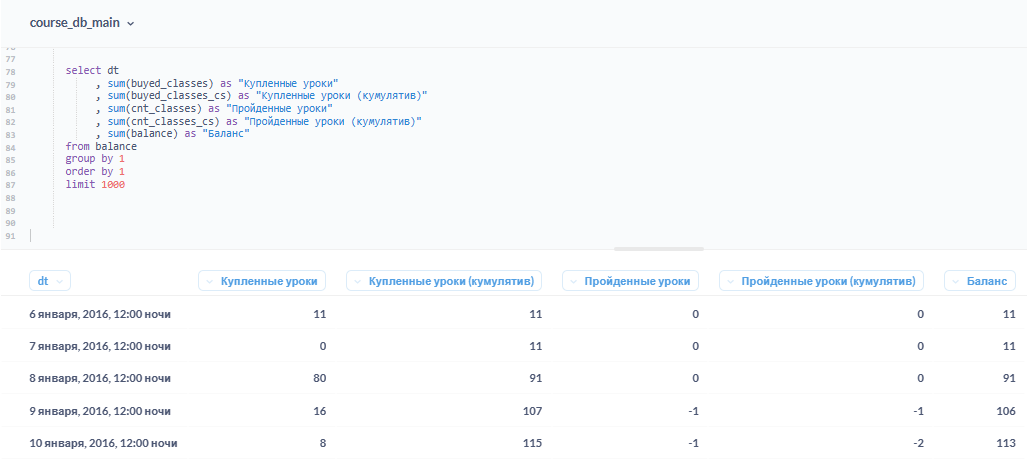 course_db_main
77
78 select dt
79 , sum(buyed_classes) as "Купленные уроки"
80 , sum(buyed_classes_cs) as "Купленные уроки (кумулятив)"
81 , sum(cnt_classes) as "Пройденные уроки"
82 , sum(cnt_classes_cs) as "Пройденные уроки (кумулятив)"
83 , sum(balance) as "Баланс"
84 from balance
85 group by 1
86 order by 1
87 limit 1000
88
89
90
91
dt Купленные уроки Купленные уроки (кумулятив) Пройденные уроки Пройденные уроки (кумулятив) Баланс
6 января, 2016, 12:00 ночи 11 11 0 0 11
7 января, 2016, 12:00 ночи 0 11 0 0 11
8 января, 2016, 12:00 ночи 80 91 0 0 91
9 января, 2016, 12:00 ночи 16 107 -1 -1 106
10 января, 2016, 12:00 ночи 8 115 -1 -2 113